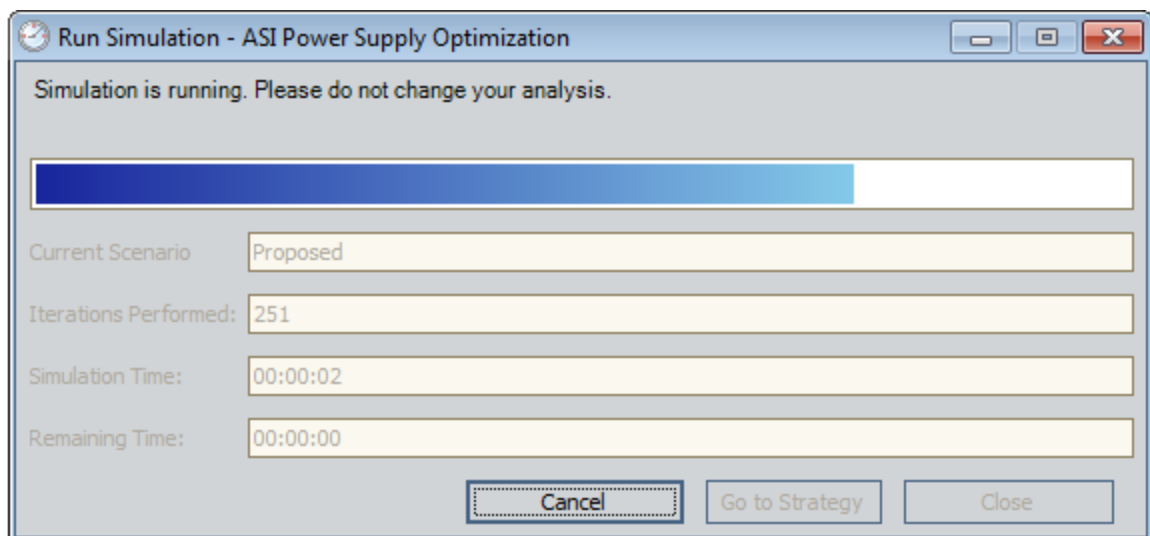 Run Simulation - ASI Power Supply Optimization
Simulation is running. Please do not change your analysis.
Current Scenario Proposed
Iterations Performed: 251
Simulation Time: 00:00:02
Remaining Time: 00:00:00
Cancel Go to Strategy Close